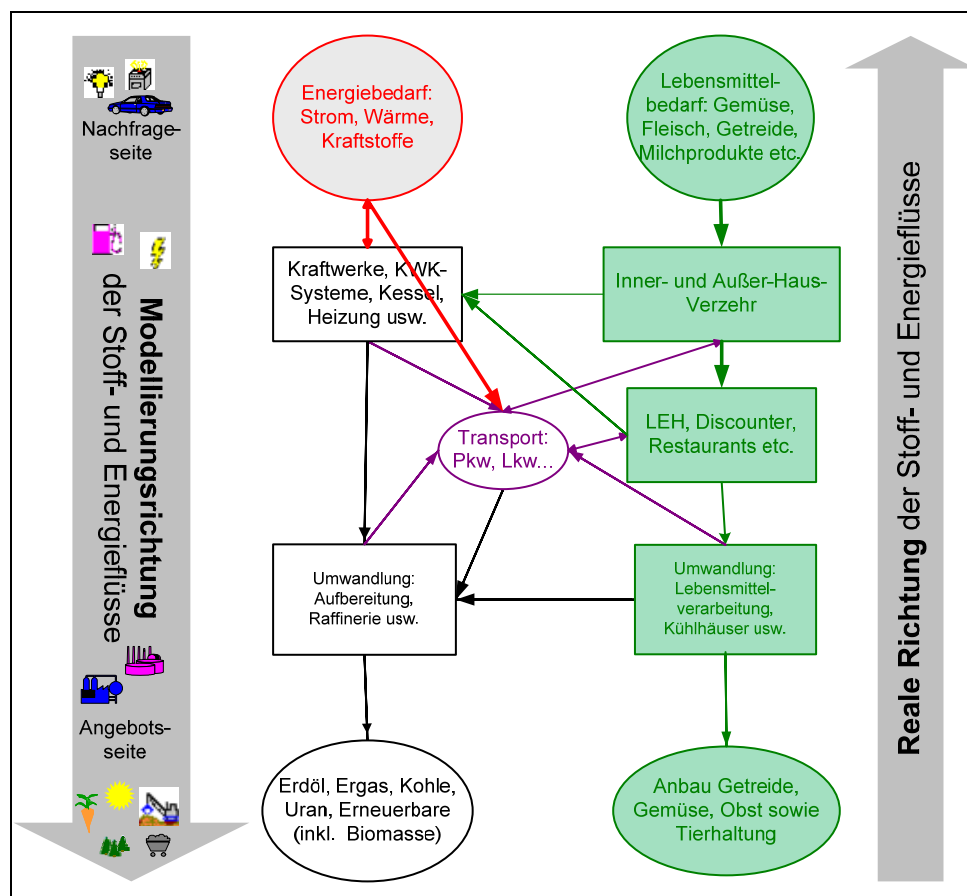 Nachfrage-
seite
Modellierungsrichtung
der Stoff- und Energieflüsse
Angebots-
seite
Energiebedarf:
Strom, Wärme,
Kraftstoffe
Lebensmittel-
bedarf: Gemüse,
Fleisch, Getreide,
Milchprodukte etc.
Kraftwerke, KWK-
Systeme, Kessel,
Heizung usw.
Inner- und Außer-Haus-
Verzehr
LEH, Discounter,
Restaurants etc.
Transport:
Pkw, Lkw...
Umwandlung:
Aufbereitung,
Raffinerie usw.
Umwandlung:
Lebensmittel-
verarbeitung,
Kühlhäuser usw.
Erdöl, Ergas, Kohle,
Uran, Erneuerbare
(inkl. Biomasse)
Anbau Getreide,
Gemüse, Obst sowie
Tierhaltung
Reale Richtung der Stoff- und Energieflüsse